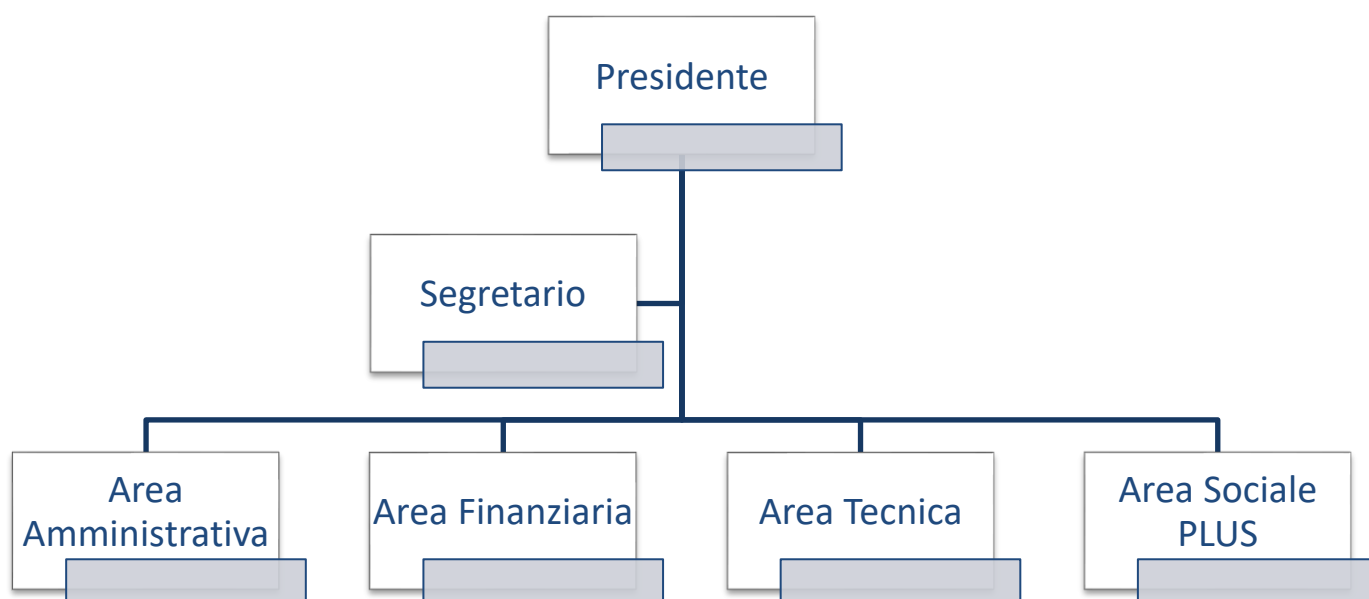 Presidente
Segretario
Area
Amministrativa
Area Finanziaria
Area Tecnica
Area Sociale
PLUS